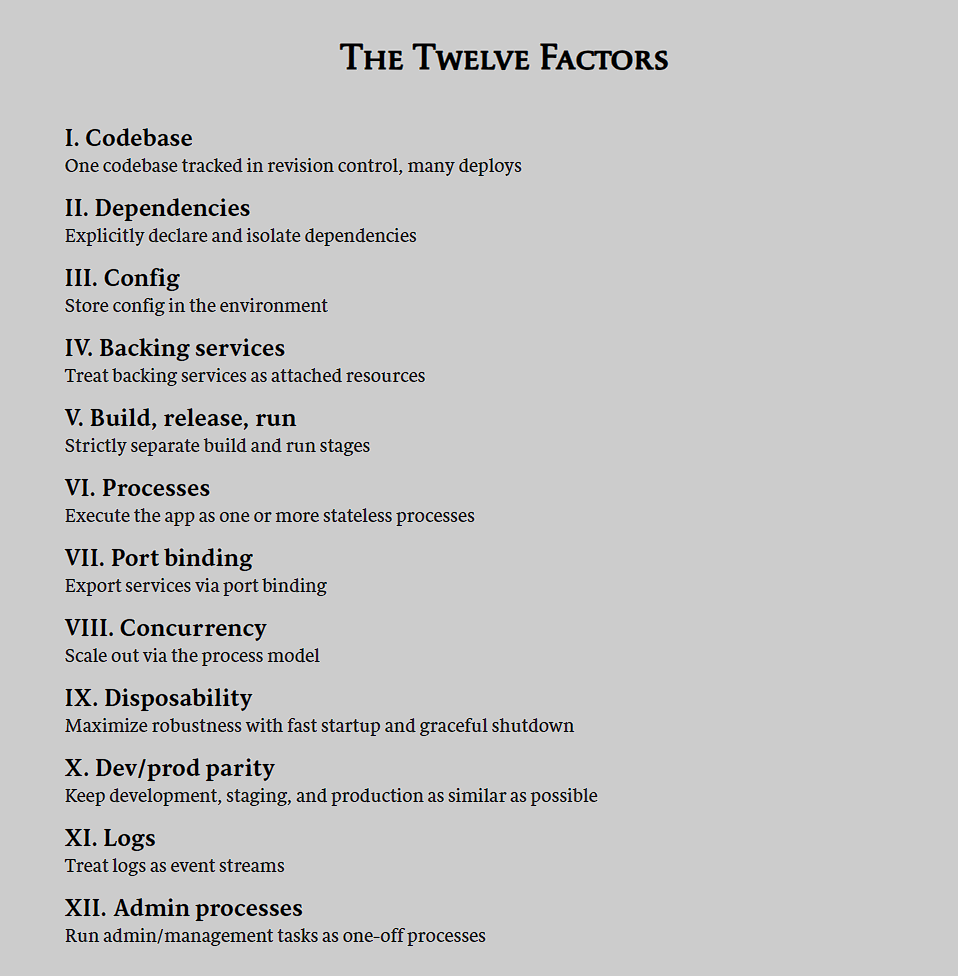 The Twelve Factors
I. Codebase
One codebase tracked in revision control, many deploys
II. Dependencies
Explicitly declare and isolate dependencies
III. Config
Store config in the environment
IV. Backing services
Treat backing services as attached resources
V. Build, release, run
Strictly separate build and run stages
VI. Processes
Execute the app as one or more stateless processes
VII. Port binding
Export services via port binding
VIII. Concurrency
Scale out via the process model
IX. Disposability
Maximize robustness with fast startup and graceful shutdown
X. Dev/prod parity
Keep development, staging, and production as similar as possible
XI. Logs
Treat logs as event streams
XII. Admin processes
Run admin/management tasks as one-off processes